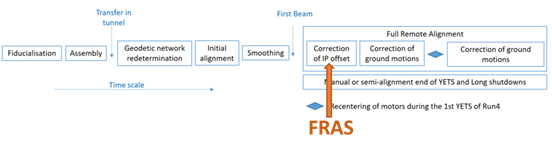 Transfer in
tunnel
First Beam
Full Remote Alignment
Fiducialisation
Assembly
Geodetic network
redetermination
Initial
alignment
Smoothing
Correction
of IP offset
Correction of
ground motions
Correction of ground
motions
Time scale
Manual or semi-alignment end of YETS and Long shutdowns
Recentering of motors during the 1st YETS of Run4
FRAS